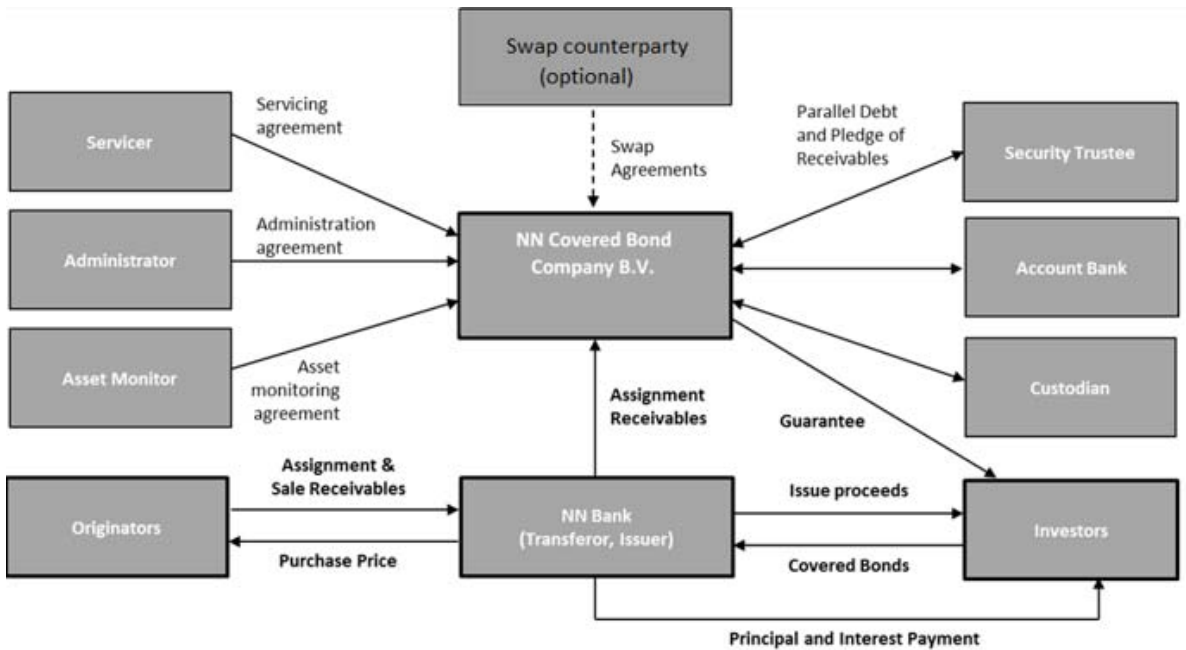 Swap counterparty
(optional)
Servicer
Servicing
agreement
Swap
Agreements
Parallel Debt
and Pledge of
Receivables
Security Trustee
Administrator
Administration
agreement
NN Covered Bond
Company B.V.
Account Bank
Asset Monitor
Asset
monitoring
agreement
Assignment
Receivables
Guarantee
Custodian
Originators
Assignment &
Sale Receivables
Purchase Price
NN Bank
(Transferor, Issuer)
Issue proceeds
Covered Bonds
Investors
Principal and Interest Payment